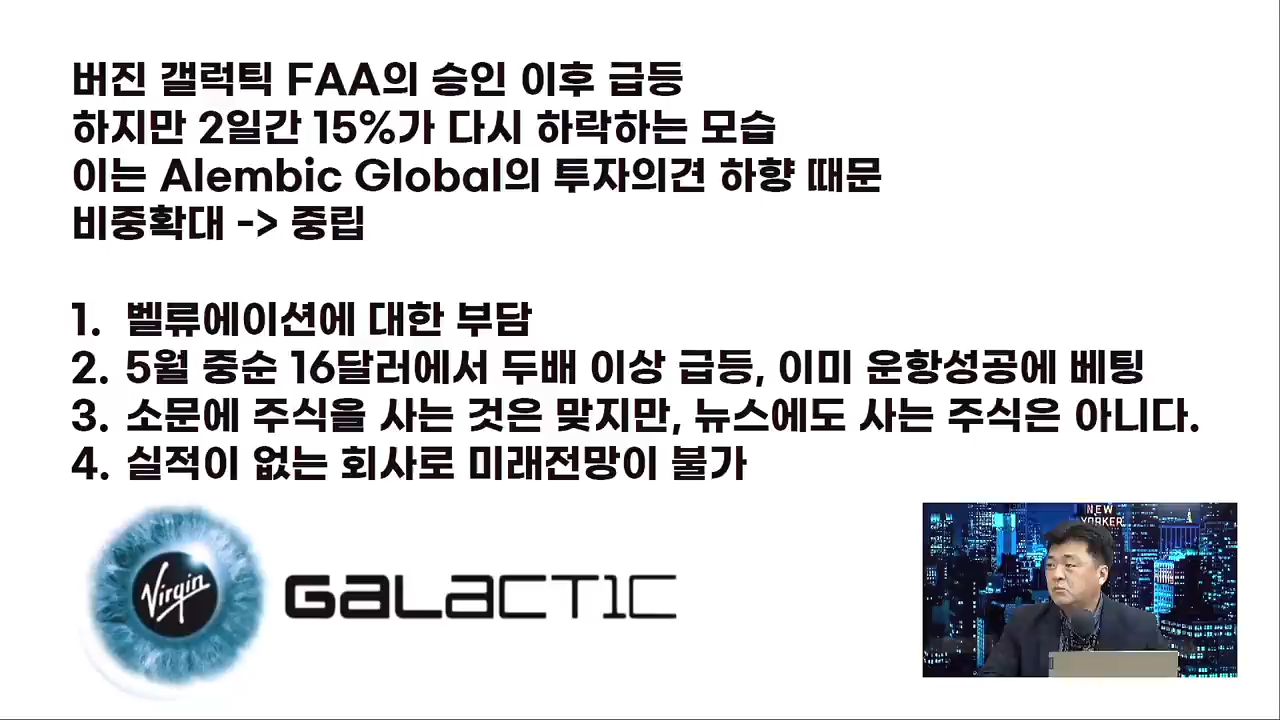 버진 갤럭틱 FAA의 승인 이후 급등
하지만 2일간 15%가 다시 하락하는 모습
이는 Alembic Global의 투자의견 하향 때문
비중확대 -> 중립
1. 벨류에이션에 대한 부담
2. 5월 중순 16달러에서 두배 이상 급등, 이미 운항성공에 베팅
3. 소문에 주식을 사는 것은 맞지만, 뉴스에도 사는 주식은 아니다.
4. 실적이 없는 회사로 미래전망이 불가
Virgin
GALACTIC
NEW
YORKER